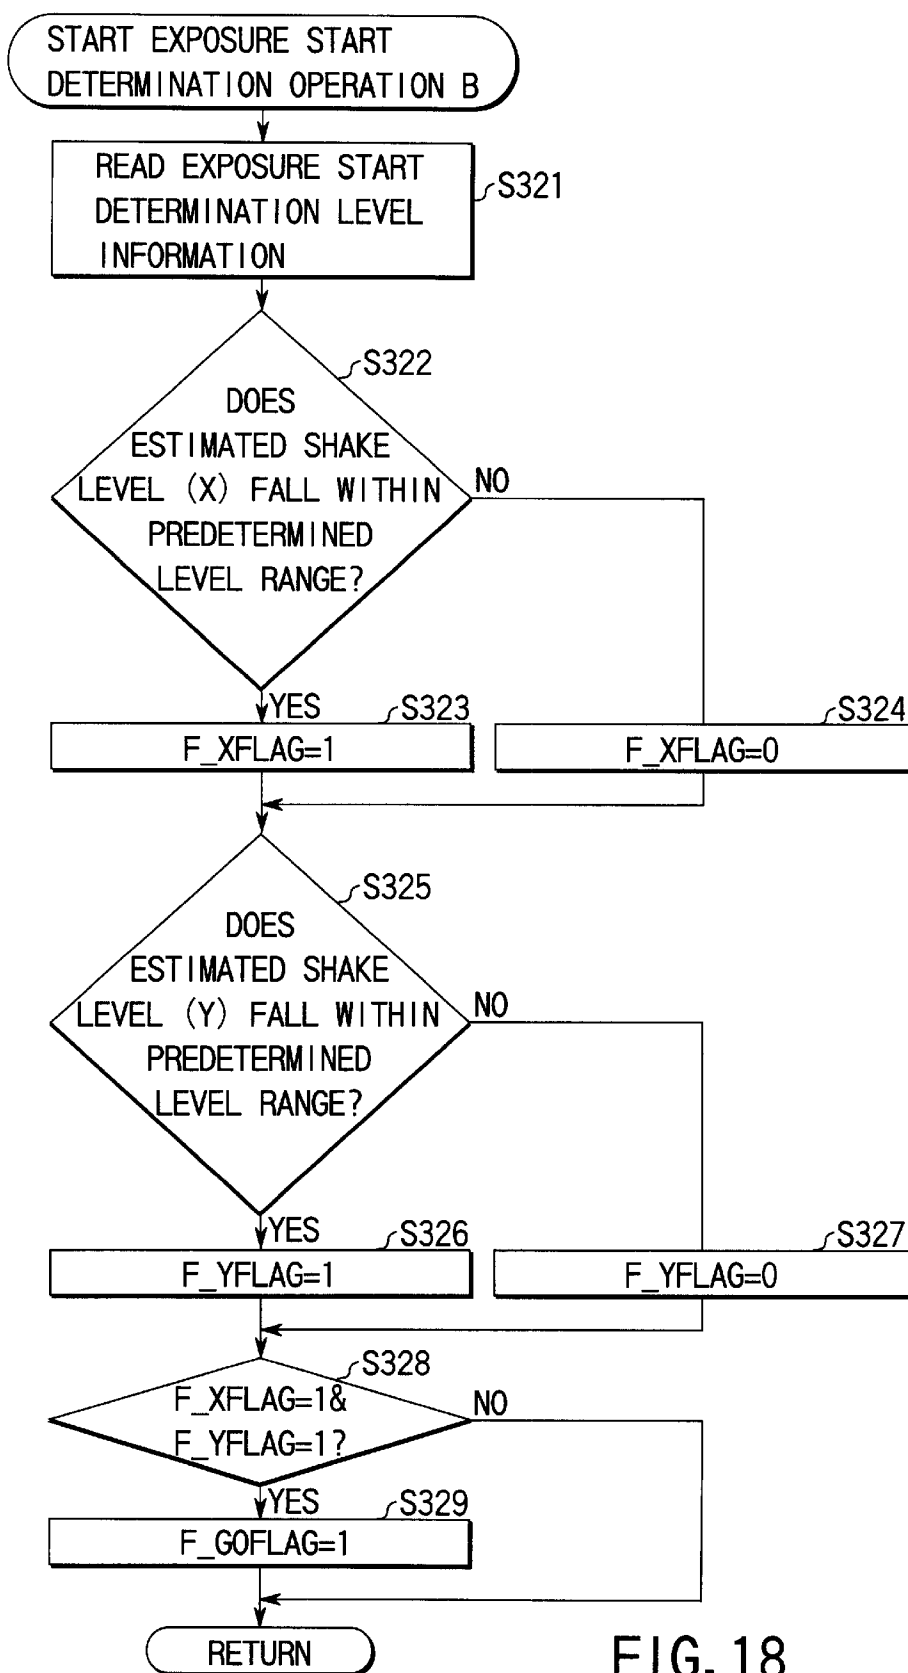 START EXPOSURE START
DETERMINATION OPERATION B
READ EXPOSURE START
DETERMINATION LEVEL
INFORMATION
S321
S322
DOES
ESTIMATED SHAKE
LEVEL (X) FALL WITHIN
PREDETERMINED
LEVEL RANGE?
NO
YES
S323
F_XFLAG=1
S324
F_XFLAG=0
S325
DOES
ESTIMATED SHAKE
LEVEL (Y) FALL WITHIN
PREDETERMINED
LEVEL RANGE?
NO
YES
S326
F_YFLAG=1
S327
F_YFLAG=0
S328
F_XFLAG=1&
F_YFLAG=1?
NO
YES
S329
F_GOFLAG=1
RETURN
FIG. 18